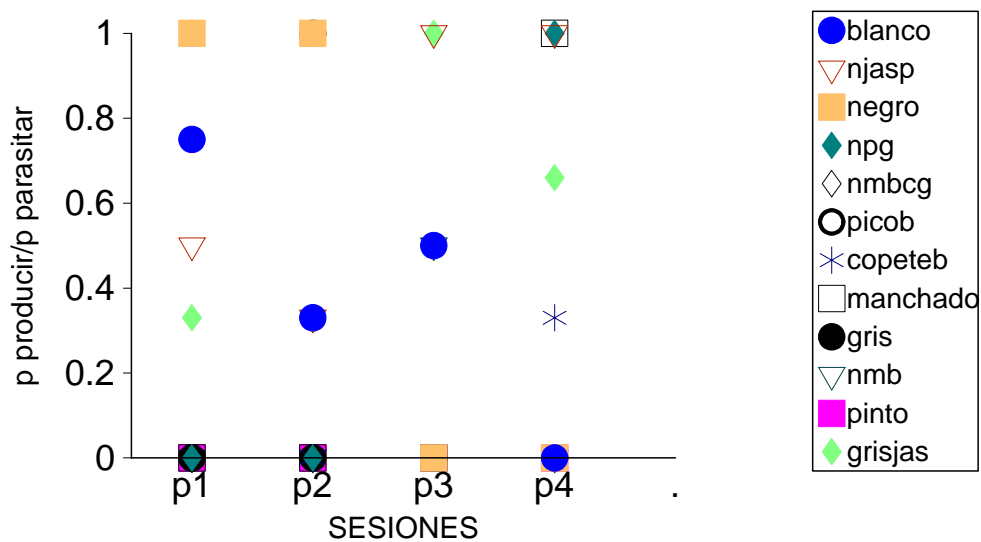 p producir/p parasitar
1
0.8
0.6
0.4
0.2
0
p1 p2 p3 p4 .
SESIONES
blanco
njasp
negro
npg
nmbcg
picob
copeteb
manchado
gris
nmb
pinto
grisjas